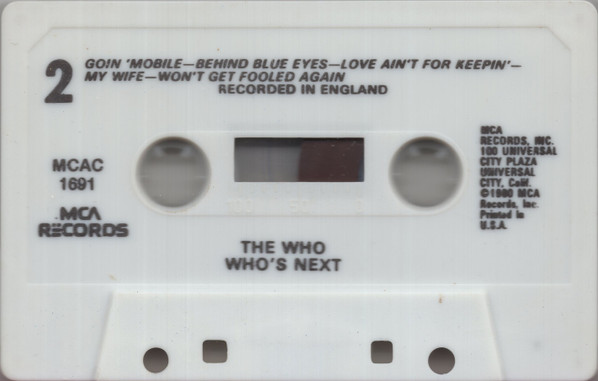 2
GOIN 'MOBILE—BEHIND BLUE EYES—LOVE AIN'T FOR KEEPIN'—
MY WIFE—WON'T GET FOOLED AGAIN
RECORDED IN ENGLAND
MCAC
1691
MCA
RECORDS
MCA
RECORDS, INC.
100 UNIVERSAL
CITY PLAZA
UNIVERSAL
CITY, Calif.
©1980 MCA
Records, Inc.
Printed in
U.S.A.
THE WHO
WHO'S NEXT